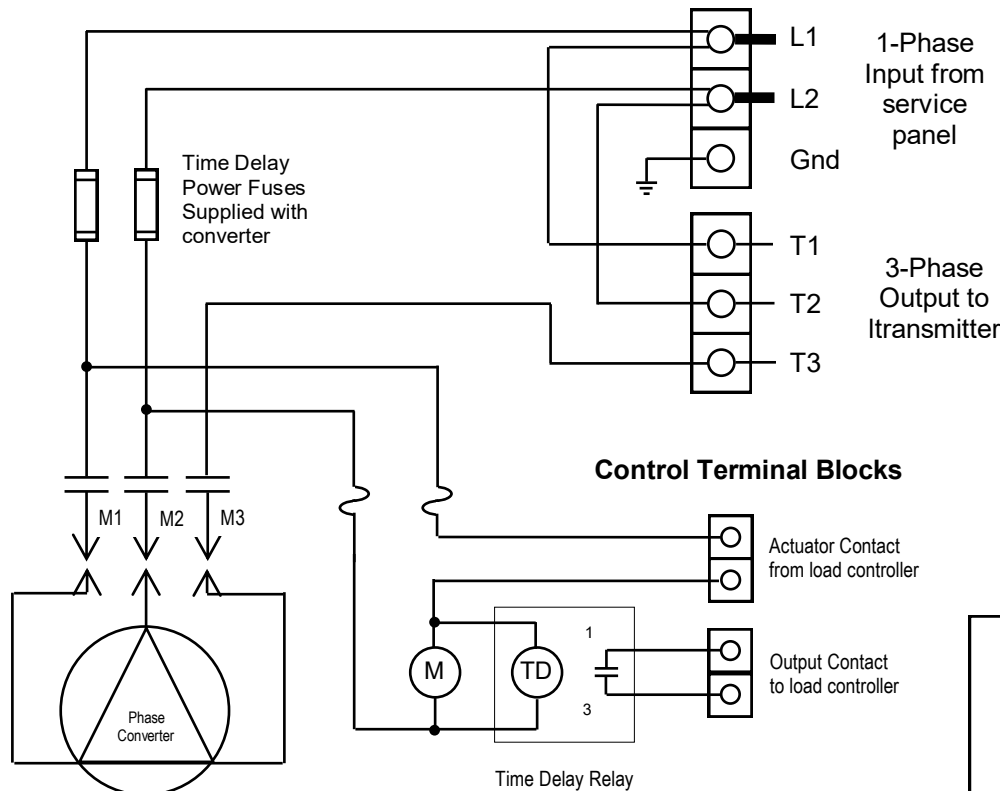 L1
L2
Gnd
1-Phase
Input from
service
panel
Time Delay
Power Fuses
Supplied with
converter
T1
T2
T3
3-Phase
Output to
ltransmitter
Control Terminal Blocks
M1
M2
M3
Actuator Contact
from load controller
M
TD
1
3
Output Contact
to load controller
Phase
Converter
Time Delay Relay